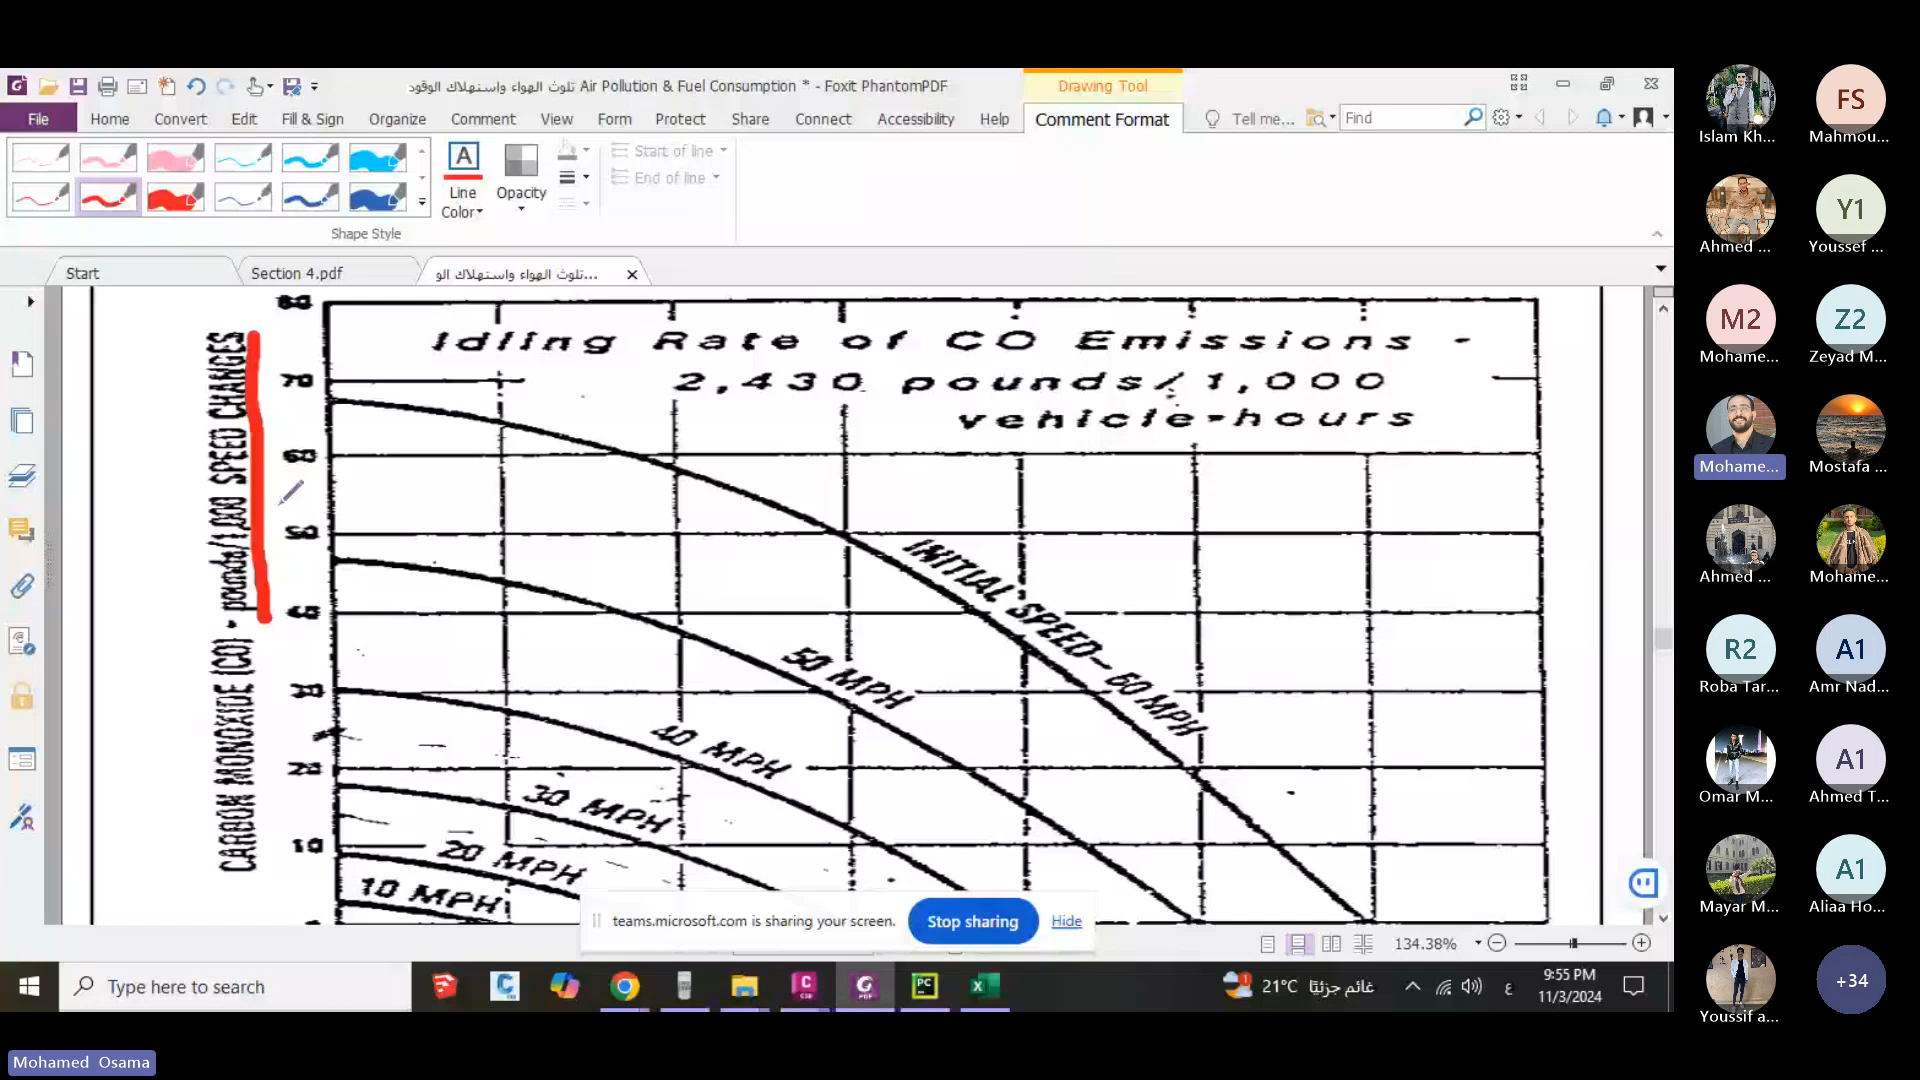 تلوث الهواء واستهلاك الوقود Air Pollution & Fuel Consumption * - Foxit PhantomPDF
Drawing Tool
File Home Convert Edit Fill & Sign Organize Comment View Form Protect Share Connect Accessibility Help Comment Format Tell me... Find
Line Color
Opacity
Start of line
End of line
Shape Style
Start
Section 4.pdf
تلوث الهواء واستهلاك الو...
80
Idling Rate of CO Emissions -
2,430 pounds/1,000
vehicle-hours
70
60
50
40
30
20
10
CARBON MONOXIDE (CO) - pounds/1,000 SPEED CHANGES
INITIAL SPEED- 60 MPH
50 MPH
40 MPH
30 MPH
20 MPH
10 MPH
teams.microsoft.com is sharing your screen.
Stop sharing
Hide
134.38%
Type here to search
PC
21°C غائم جزئيًا
ع
9:55 PM
11/3/2024
Islam Kh...
FS
Mahmou...
Ahmed ...
Y1
Youssef ...
M2
Mohame...
Z2
Zeyad M...
Mohame...
Mostafa ...
Ahmed ...
Mohame...
R2
Roba Tar...
A1
Amr Nad...
Omar M...
A1
Ahmed T...
Mayar M...
A1
Aliaa Ho...
Youssif a...
+34
Mohamed Osama